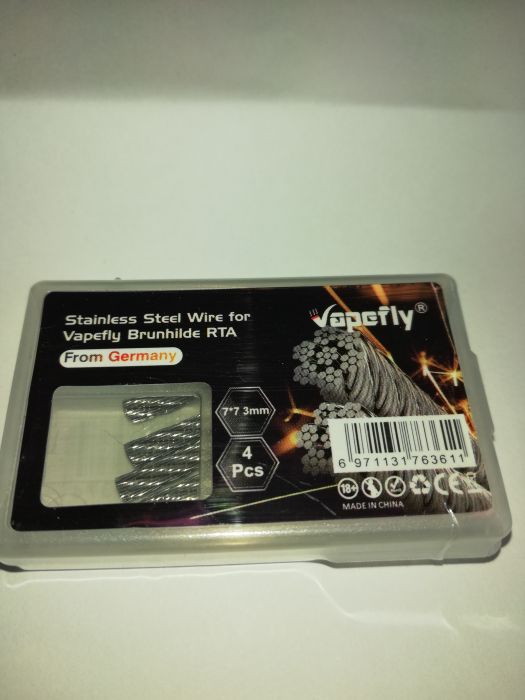 Stainless Steel Wire for
Vapefly Brunhilde RTA
From Germany
Vapefly®
7*7 3mm
4
Pcs
6 971131 763611
18+
CE
MADE IN CHINA